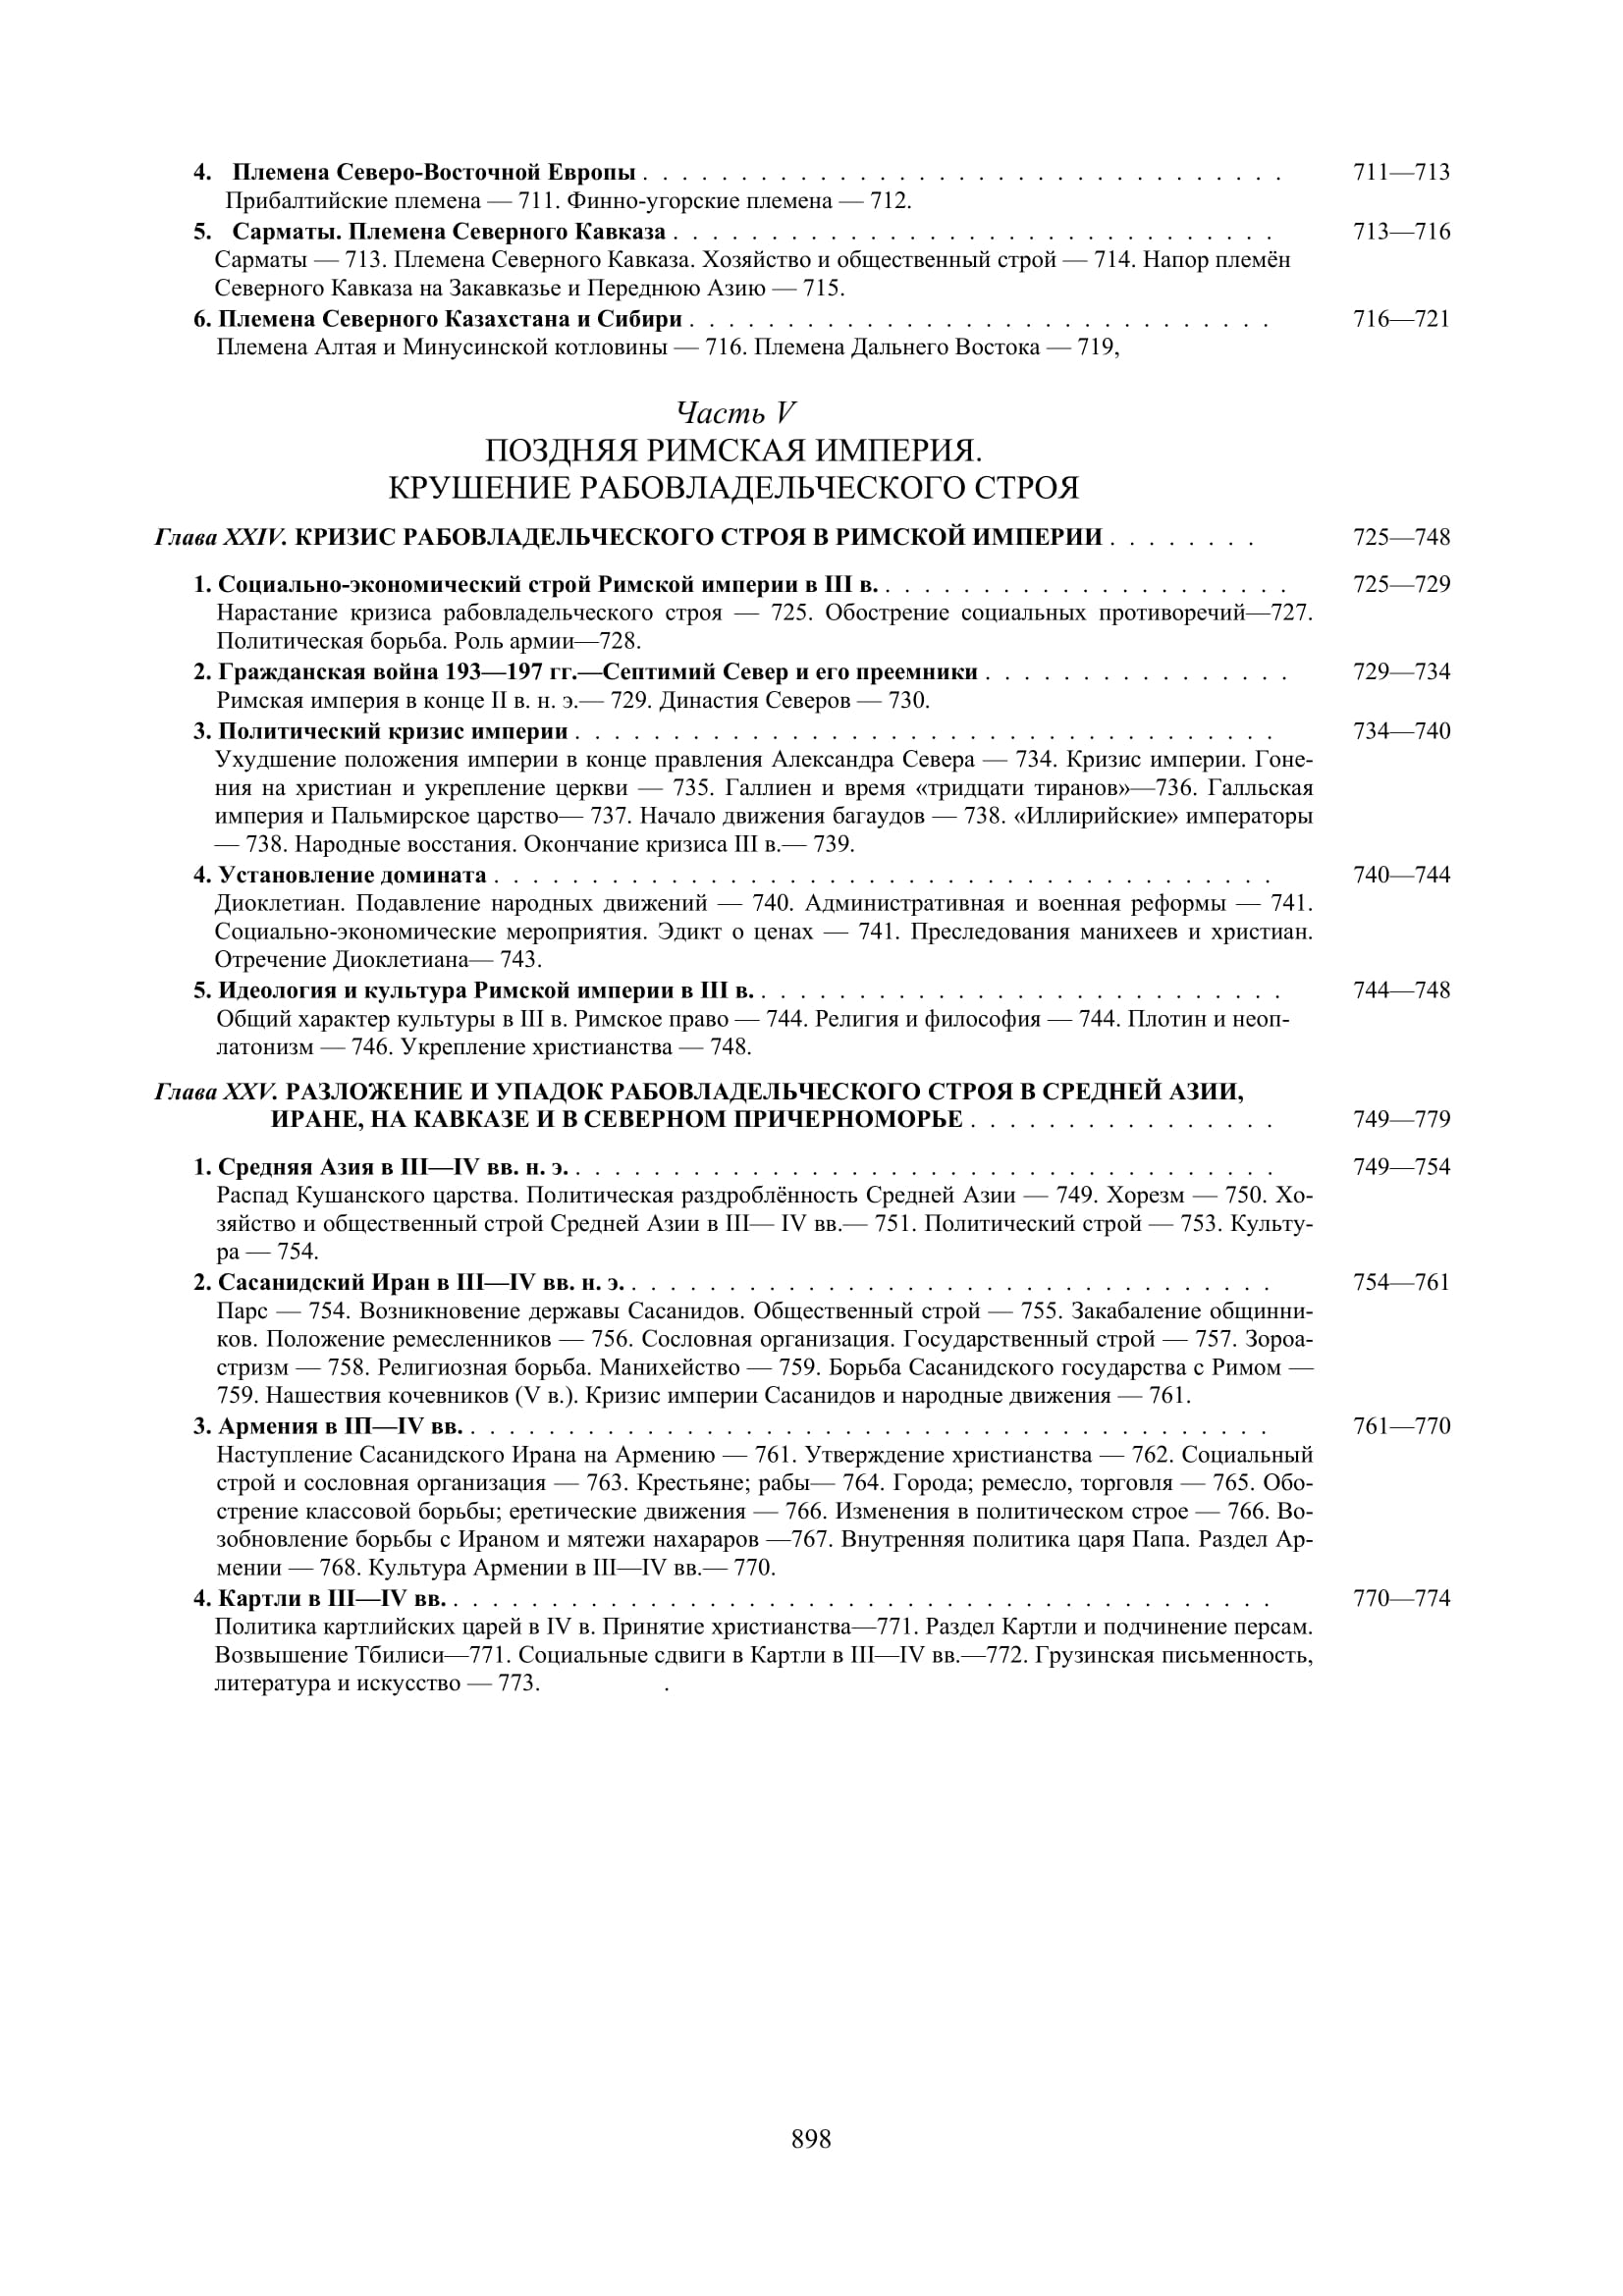 4. Племена Северо-Восточной Европы . . . . . . . . . . . . . . . . . . . . . . . . . . . . . . . . . 711—713
Прибалтийские племена — 711. Финно-угорские племена — 712.
5. Сарматы. Племена Северного Кавказа . . . . . . . . . . . . . . . . . . . . . . . . . . . . . . . 713—716
Сарматы — 713. Племена Северного Кавказа. Хозяйство и общественный строй — 714. Напор племён
Северного Кавказа на Закавказье и Переднюю Азию — 715.
6. Племена Северного Казахстана и Сибири . . . . . . . . . . . . . . . . . . . . . . . . . . . . . . 716—721
Племена Алтая и Минусинской котловины — 716. Племена Дальнего Востока — 719,
Часть V
ПОЗДНЯЯ РИМСКАЯ ИМПЕРИЯ.
КРУШЕНИЕ РАБОВЛАДЕЛЬЧЕСКОГО СТРОЯ
Глава XXIV. КРИЗИС РАБОВЛАДЕЛЬЧЕСКОГО СТРОЯ В РИМСКОЙ ИМПЕРИИ . . . . . . . . 725—748
1. Социально-экономический строй Римской империи в III в. . . . . . . . . . . . . . . . . . . . . . 725—729
Нарастание кризиса рабовладельческого строя — 725. Обострение социальных противоречий—727.
Политическая борьба. Роль армии—728.
2. Гражданская война 193—197 гг.—Септимий Север и его преемники . . . . . . . . . . . . . . . . 729—734
Римская империя в конце II в. н. э.— 729. Династия Северов — 730.
3. Политический кризис империи . . . . . . . . . . . . . . . . . . . . . . . . . . . . . . . . . . . . 734—740
Ухудшение положения империи в конце правления Александра Севера — 734. Кризис империи. Гоне-
ния на христиан и укрепление церкви — 735. Галлиен и время «тридцати тиранов»—736. Галльская
империя и Пальмирское царство— 737. Начало движения багаудов — 738. «Иллирийские» императоры
— 738. Народные восстания. Окончание кризиса III в.— 739.
4. Установление домината . . . . . . . . . . . . . . . . . . . . . . . . . . . . . . . . . . . . . . . . 740—744
Диоклетиан. Подавление народных движений — 740. Административная и военная реформы — 741.
Социально-экономические мероприятия. Эдикт о ценах — 741. Преследования манихеев и христиан.
Отречение Диоклетиана— 743.
5. Идеология и культура Римской империи в III в. . . . . . . . . . . . . . . . . . . . . . . . . . . . 744—748
Общий характер культуры в III в. Римское право — 744. Религия и философия — 744. Плотин и неоп-
латонизм — 746. Укрепление христианства — 748.
Глава XXV. РАЗЛОЖЕНИЕ И УПАДОК РАБОВЛАДЕЛЬЧЕСКОГО СТРОЯ В СРЕДНЕЙ АЗИИ,
ИРАНЕ, НА КАВКАЗЕ И В СЕВЕРНОМ ПРИЧЕРНОМОРЬЕ . . . . . . . . . . . . . . . . 749—779
1. Средняя Азия в III—IV вв. н. э. . . . . . . . . . . . . . . . . . . . . . . . . . . . . . . . . . . . . 749—754
Распад Кушанского царства. Политическая раздроблённость Средней Азии — 749. Хорезм — 750. Хо-
зяйство и общественный строй Средней Азии в III— IV вв.— 751. Политический строй — 753. Культу-
ра — 754.
2. Сасанидский Иран в III—IV вв. н. э. . . . . . . . . . . . . . . . . . . . . . . . . . . . . . . . . . 754—761
Парс — 754. Возникновение державы Сасанидов. Общественный строй — 755. Закабаление общинни-
ков. Положение ремесленников — 756. Сословная организация. Государственный строй — 757. Зороа-
стризм — 758. Религиозная борьба. Манихейство — 759. Борьба Сасанидского государства с Римом —
759. Нашествия кочевников (V в.). Кризис империи Сасанидов и народные движения — 761.
3. Армения в IП—IV вв. . . . . . . . . . . . . . . . . . . . . . . . . . . . . . . . . . . . . . . . . . 761—770
Наступление Сасанидского Ирана на Армению — 761. Утверждение христианства — 762. Социальный
строй и сословная организация — 763. Крестьяне; рабы— 764. Города; ремесло, торговля — 765. Обо-
стрение классовой борьбы; еретические движения — 766. Изменения в политическом строе — 766. Во-
зобновление борьбы с Ираном и мятежи нахараров —767. Внутренняя политика царя Папа. Раздел Ар-
мении — 768. Культура Армении в III—IV вв.— 770.
4. Картли в III—IV вв. . . . . . . . . . . . . . . . . . . . . . . . . . . . . . . . . . . . . . . . . . . 770—774
Политика картлийских царей в IV в. Принятие христианства—771. Раздел Картли и подчинение персам.
Возвышение Тбилиси—771. Социальные сдвиги в Картли в III—IV вв.—772. Грузинская письменность,
литература и искусство — 773. .
898